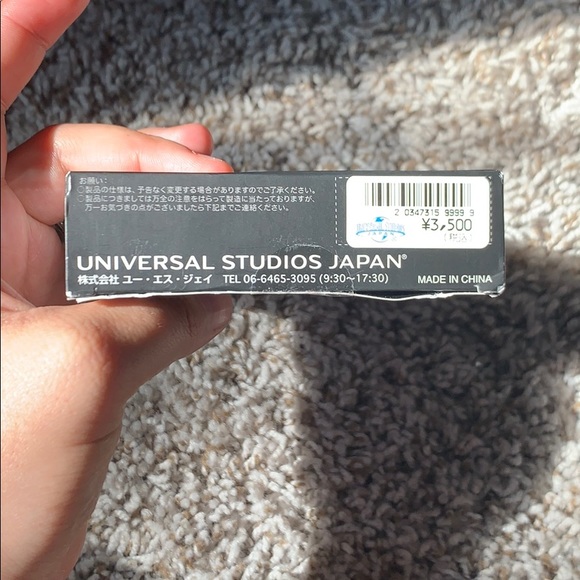 お願い:
○製品の仕様は、予告なく変更する場合がありますのでご了承ください。
○製品につきましては万全の注意をはらって製造に当たっておりますが、
万一お気づきの点がございましたら下記までご連絡ください。
2 0347315 9999 9
¥3,500
(税込)
UNIVERSAL STUDIOS JAPAN®
株式会社 ユー・エス・ジェイ TEL 06-6465-3095 (9:30〜17:30)
MADE IN CHINA